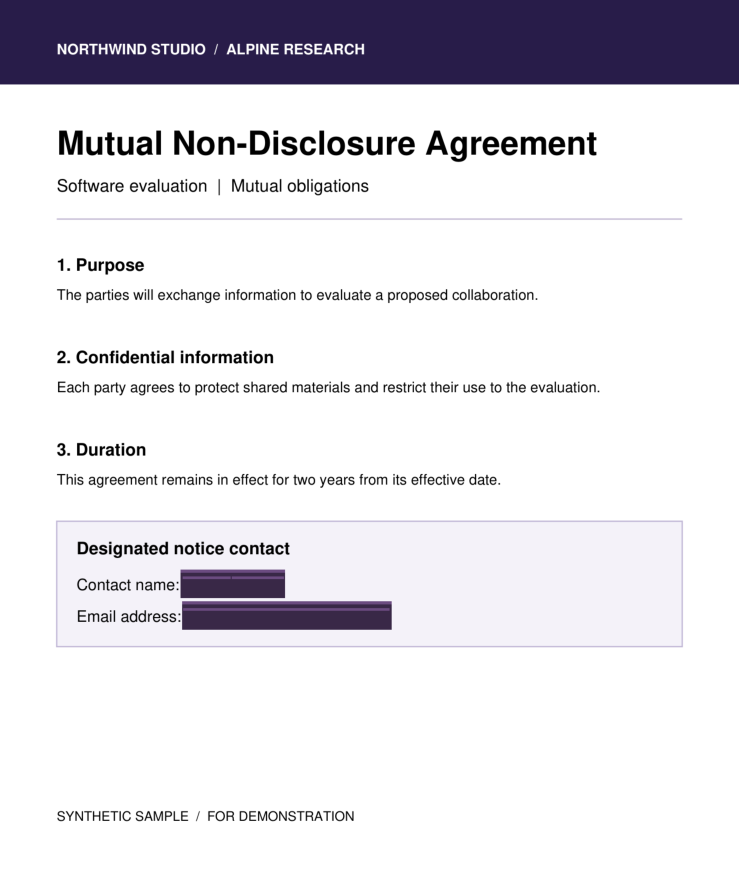 NORTHWIND STUDIO / ALPINE RESEARCH
Mutual Non-Disclosure Agreement
Software evaluation | Mutual obligations
1. Purpose
The parties will exchange information to evaluate a proposed collaboration.
2. Confidential information
Each party agrees to protect shared materials and restrict their use to the evaluation.
3. Duration
This agreement remains in effect for two years from its effective date.
Designated notice contact
Contact name:
Email address:
SYNTHETIC SAMPLE / FOR DEMONSTRATION